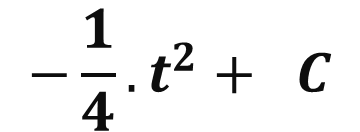 − 1/4 . t² + C